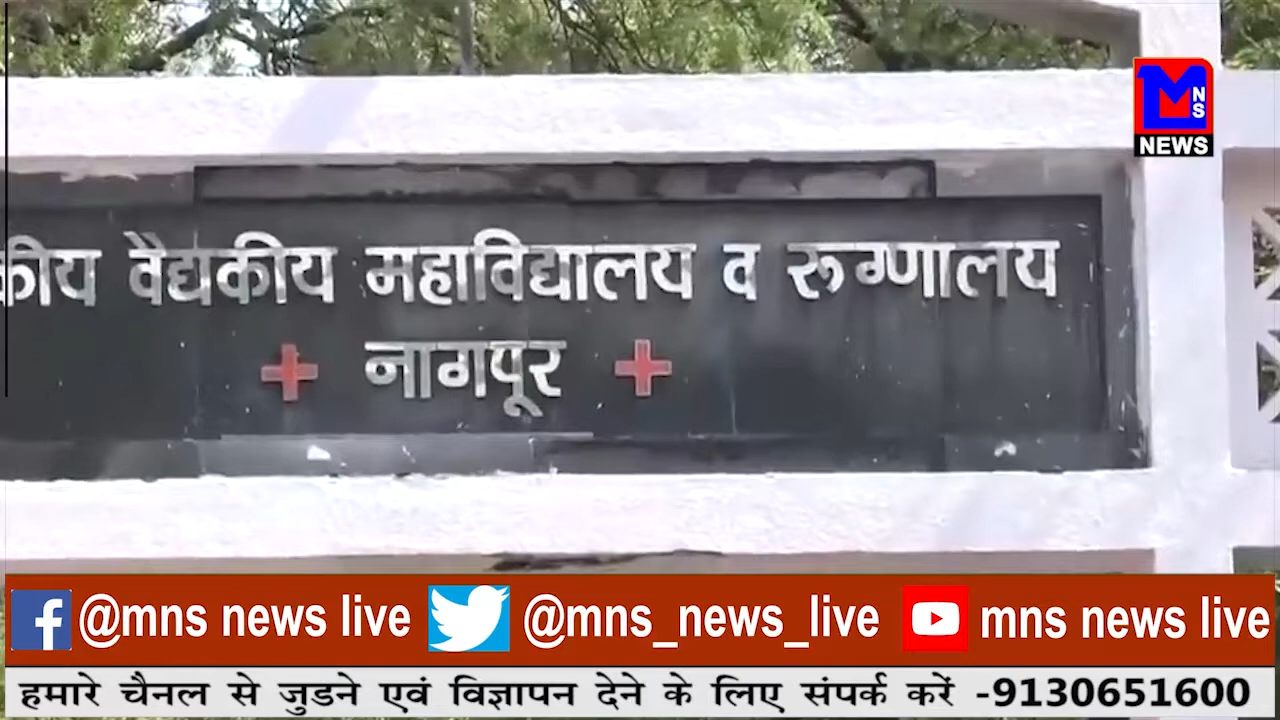 MNS
NEWS
कीय वैद्यकीय महाविद्यालय व रुग्णालय
नागपूर
@mns news live @mns_news_live mns news live
हमारे चैनल से जुडने एवं विज्ञापन देने के लिए संपर्क करें -9130651600